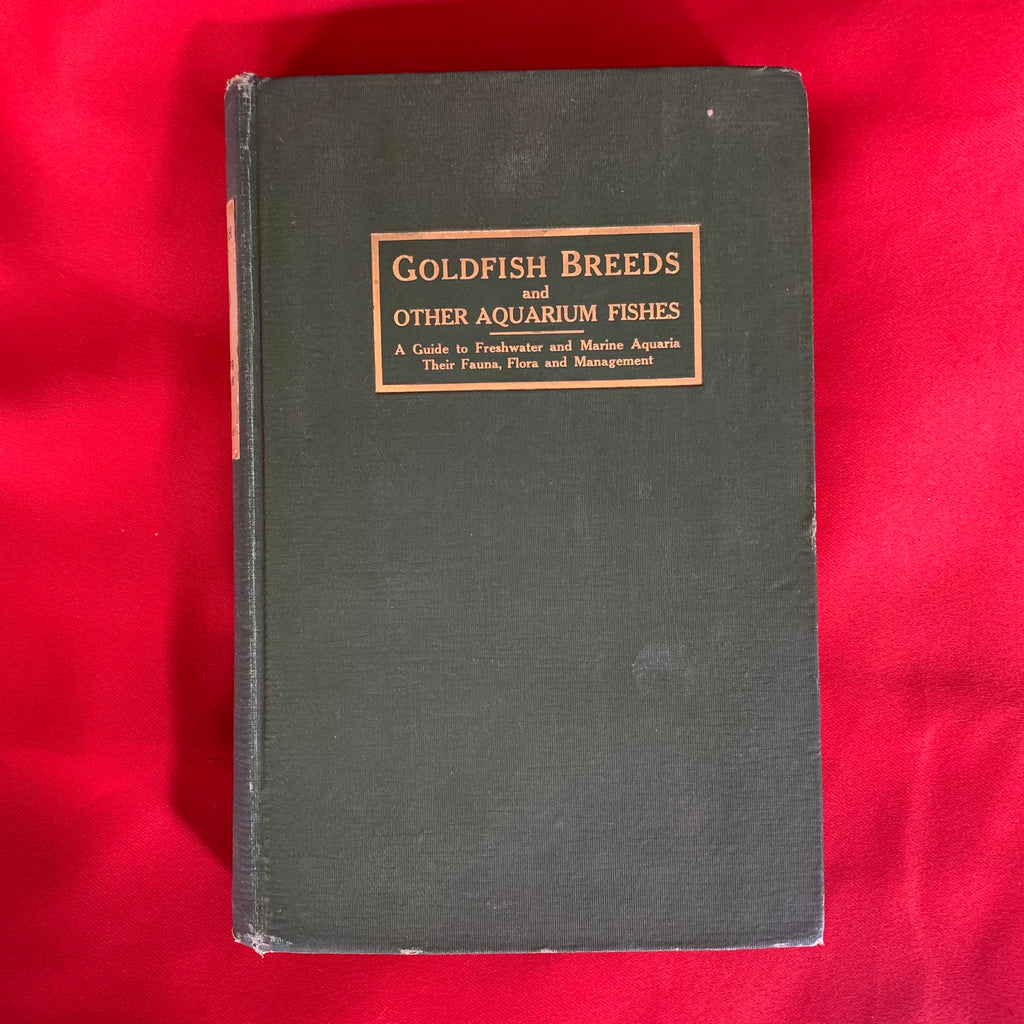 GOLDFISH BREEDS
and
OTHER AQUARIUM FISHES
A Guide to Freshwater and Marine Aquaria
Their Fauna, Flora and Management